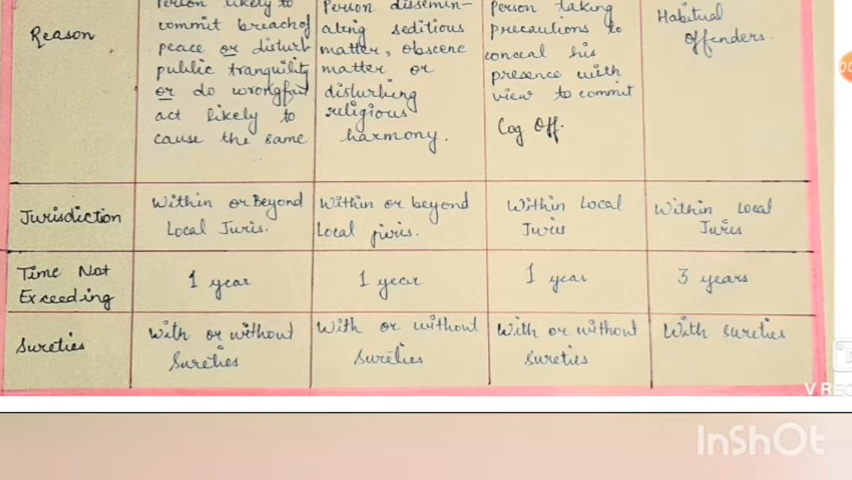 Reason
Person likely to
commit breach of
peace or disturb
public tranquility
or do wrongful
act likely to
cause the same
Person dissemin-
ating seditious
matter, obscene
matter or
disturbing
religious
harmony.
Person taking
precautions to
conceal his
presence with
view to commit
Cog Off.
Habitual
offenders.
Jurisdiction
Within or Beyond
Local Juris.
Within or beyond
Local juris.
Within Local
Juris
Within Local
Juris
Time Not
Exceeding
1 year
1 year
1 year
3 years
Sureties
With or without
Sureties
With or without
sureties
With or without
sureties
With sureties
V REC
InShOt